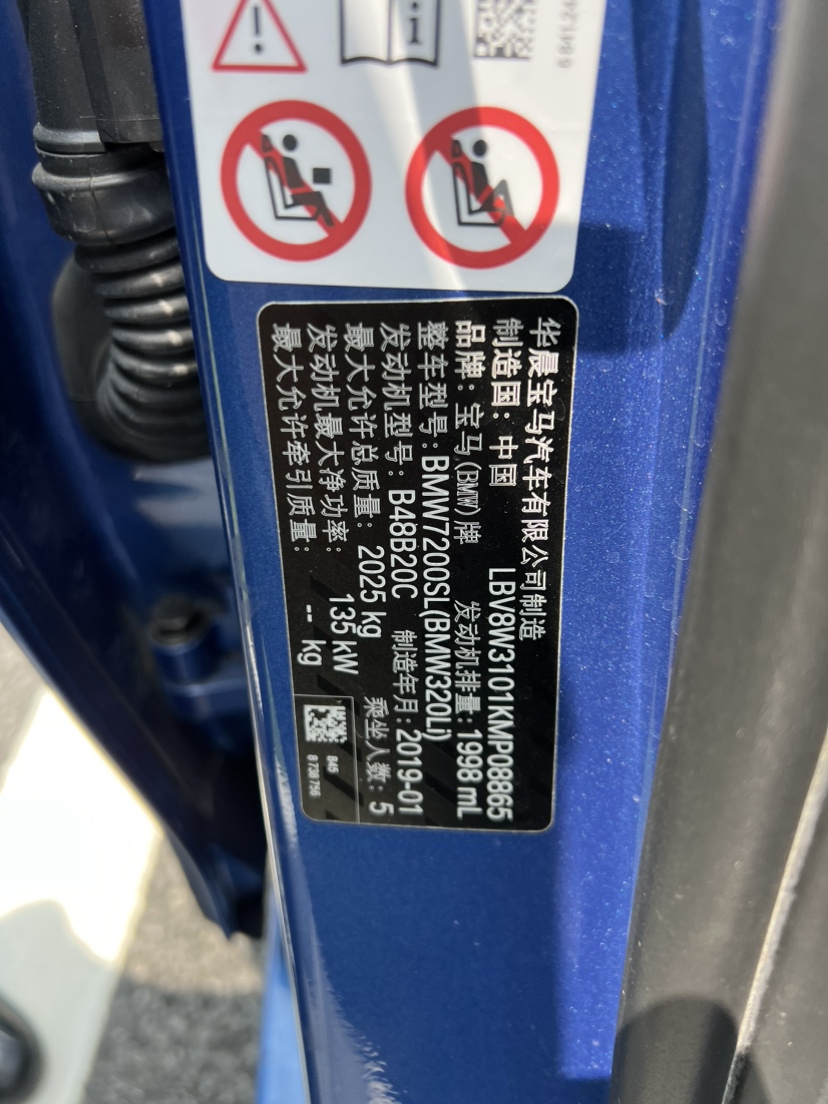 华晨宝马汽车有限公司制造
制造国: 中国 LBV8W3101KMP08865
品牌: 宝马(BMW)牌 发动机排量: 1998 mL
整车型号: BMW7200SL(BMW320Li)
发动机型号: B48B20C 制造年月: 2019-01
最大允许总质量: 2025 kg 乘坐人数: 5
发动机最大净功率: 135 kW
最大允许牵引质量: -- kg
8 738 756